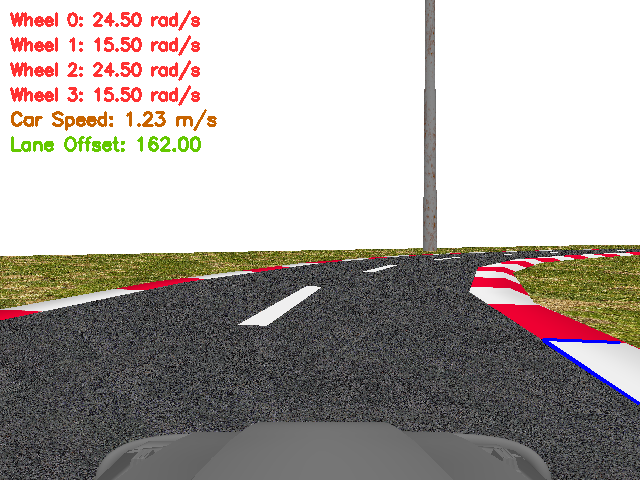 Wheel 0: 24.50 rad/s
Wheel 1: 15.50 rad/s
Wheel 2: 24.50 rad/s
Wheel 3: 15.50 rad/s
Car Speed: 1.23 m/s
Lane Offset: 162.00